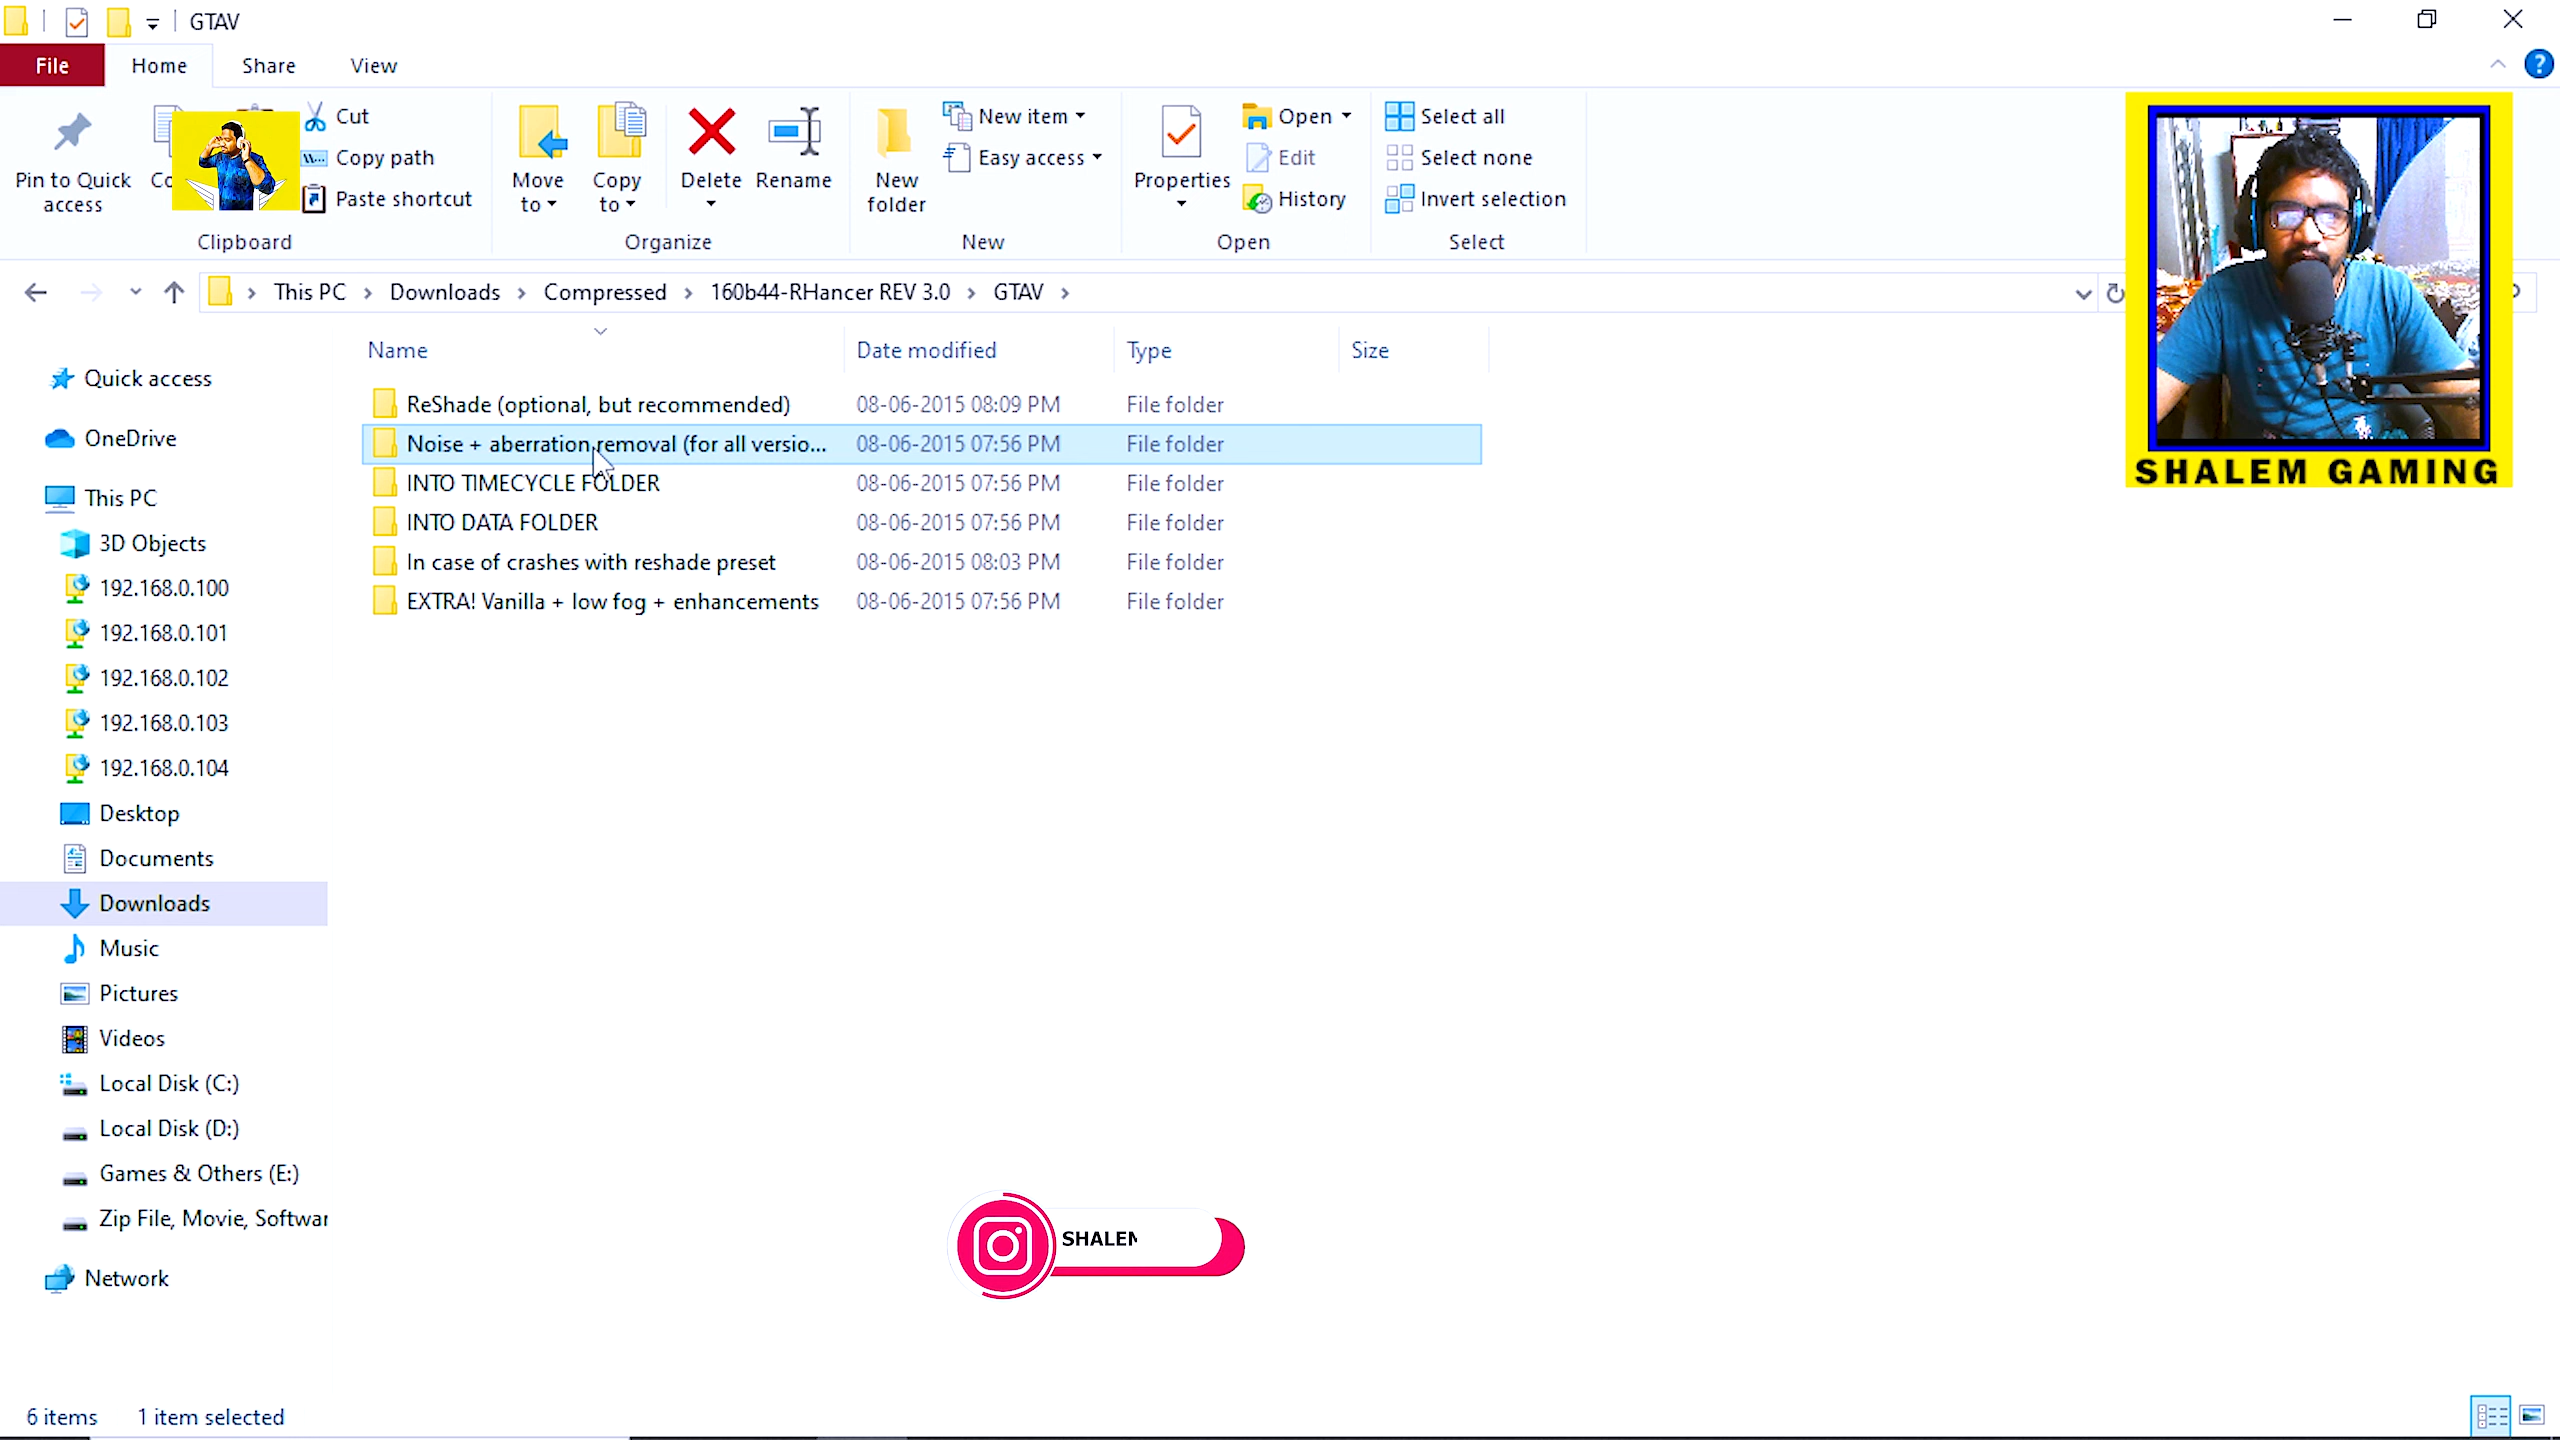 GTAV
File
Home
Share
View
Pin to Quick
access
Cut
Copy path
Paste shortcut
Clipboard
Move
to
Copy
to
Delete
Rename
Organize
New
folder
New item
Easy access
New
Properties
Open
Edit
History
Open
Select all
Select none
Invert selection
Select
This PC
Downloads
Compressed
160b44-RHancer REV 3.0
GTAV
SHALEM GAMING
Name
Date modified
Type
Size
ReShade (optional, but recommended) 08-06-2015 08:09 PM File folder
Noise + aberration removal (for all versio... 08-06-2015 07:56 PM File folder
INTO TIMECYCLE FOLDER 08-06-2015 07:56 PM File folder
INTO DATA FOLDER 08-06-2015 07:56 PM File folder
In case of crashes with reshade preset 08-06-2015 08:03 PM File folder
EXTRA! Vanilla + low fog + enhancements 08-06-2015 07:56 PM File folder
Quick access
OneDrive
This PC
3D Objects
192.168.0.100
192.168.0.101
192.168.0.102
192.168.0.103
192.168.0.104
Desktop
Documents
Downloads
Music
Pictures
Videos
Local Disk (C:)
Local Disk (D:)
Games & Others (E:)
Zip File, Movie, Softwar
Network
SHALEM
6 items
1 item selected